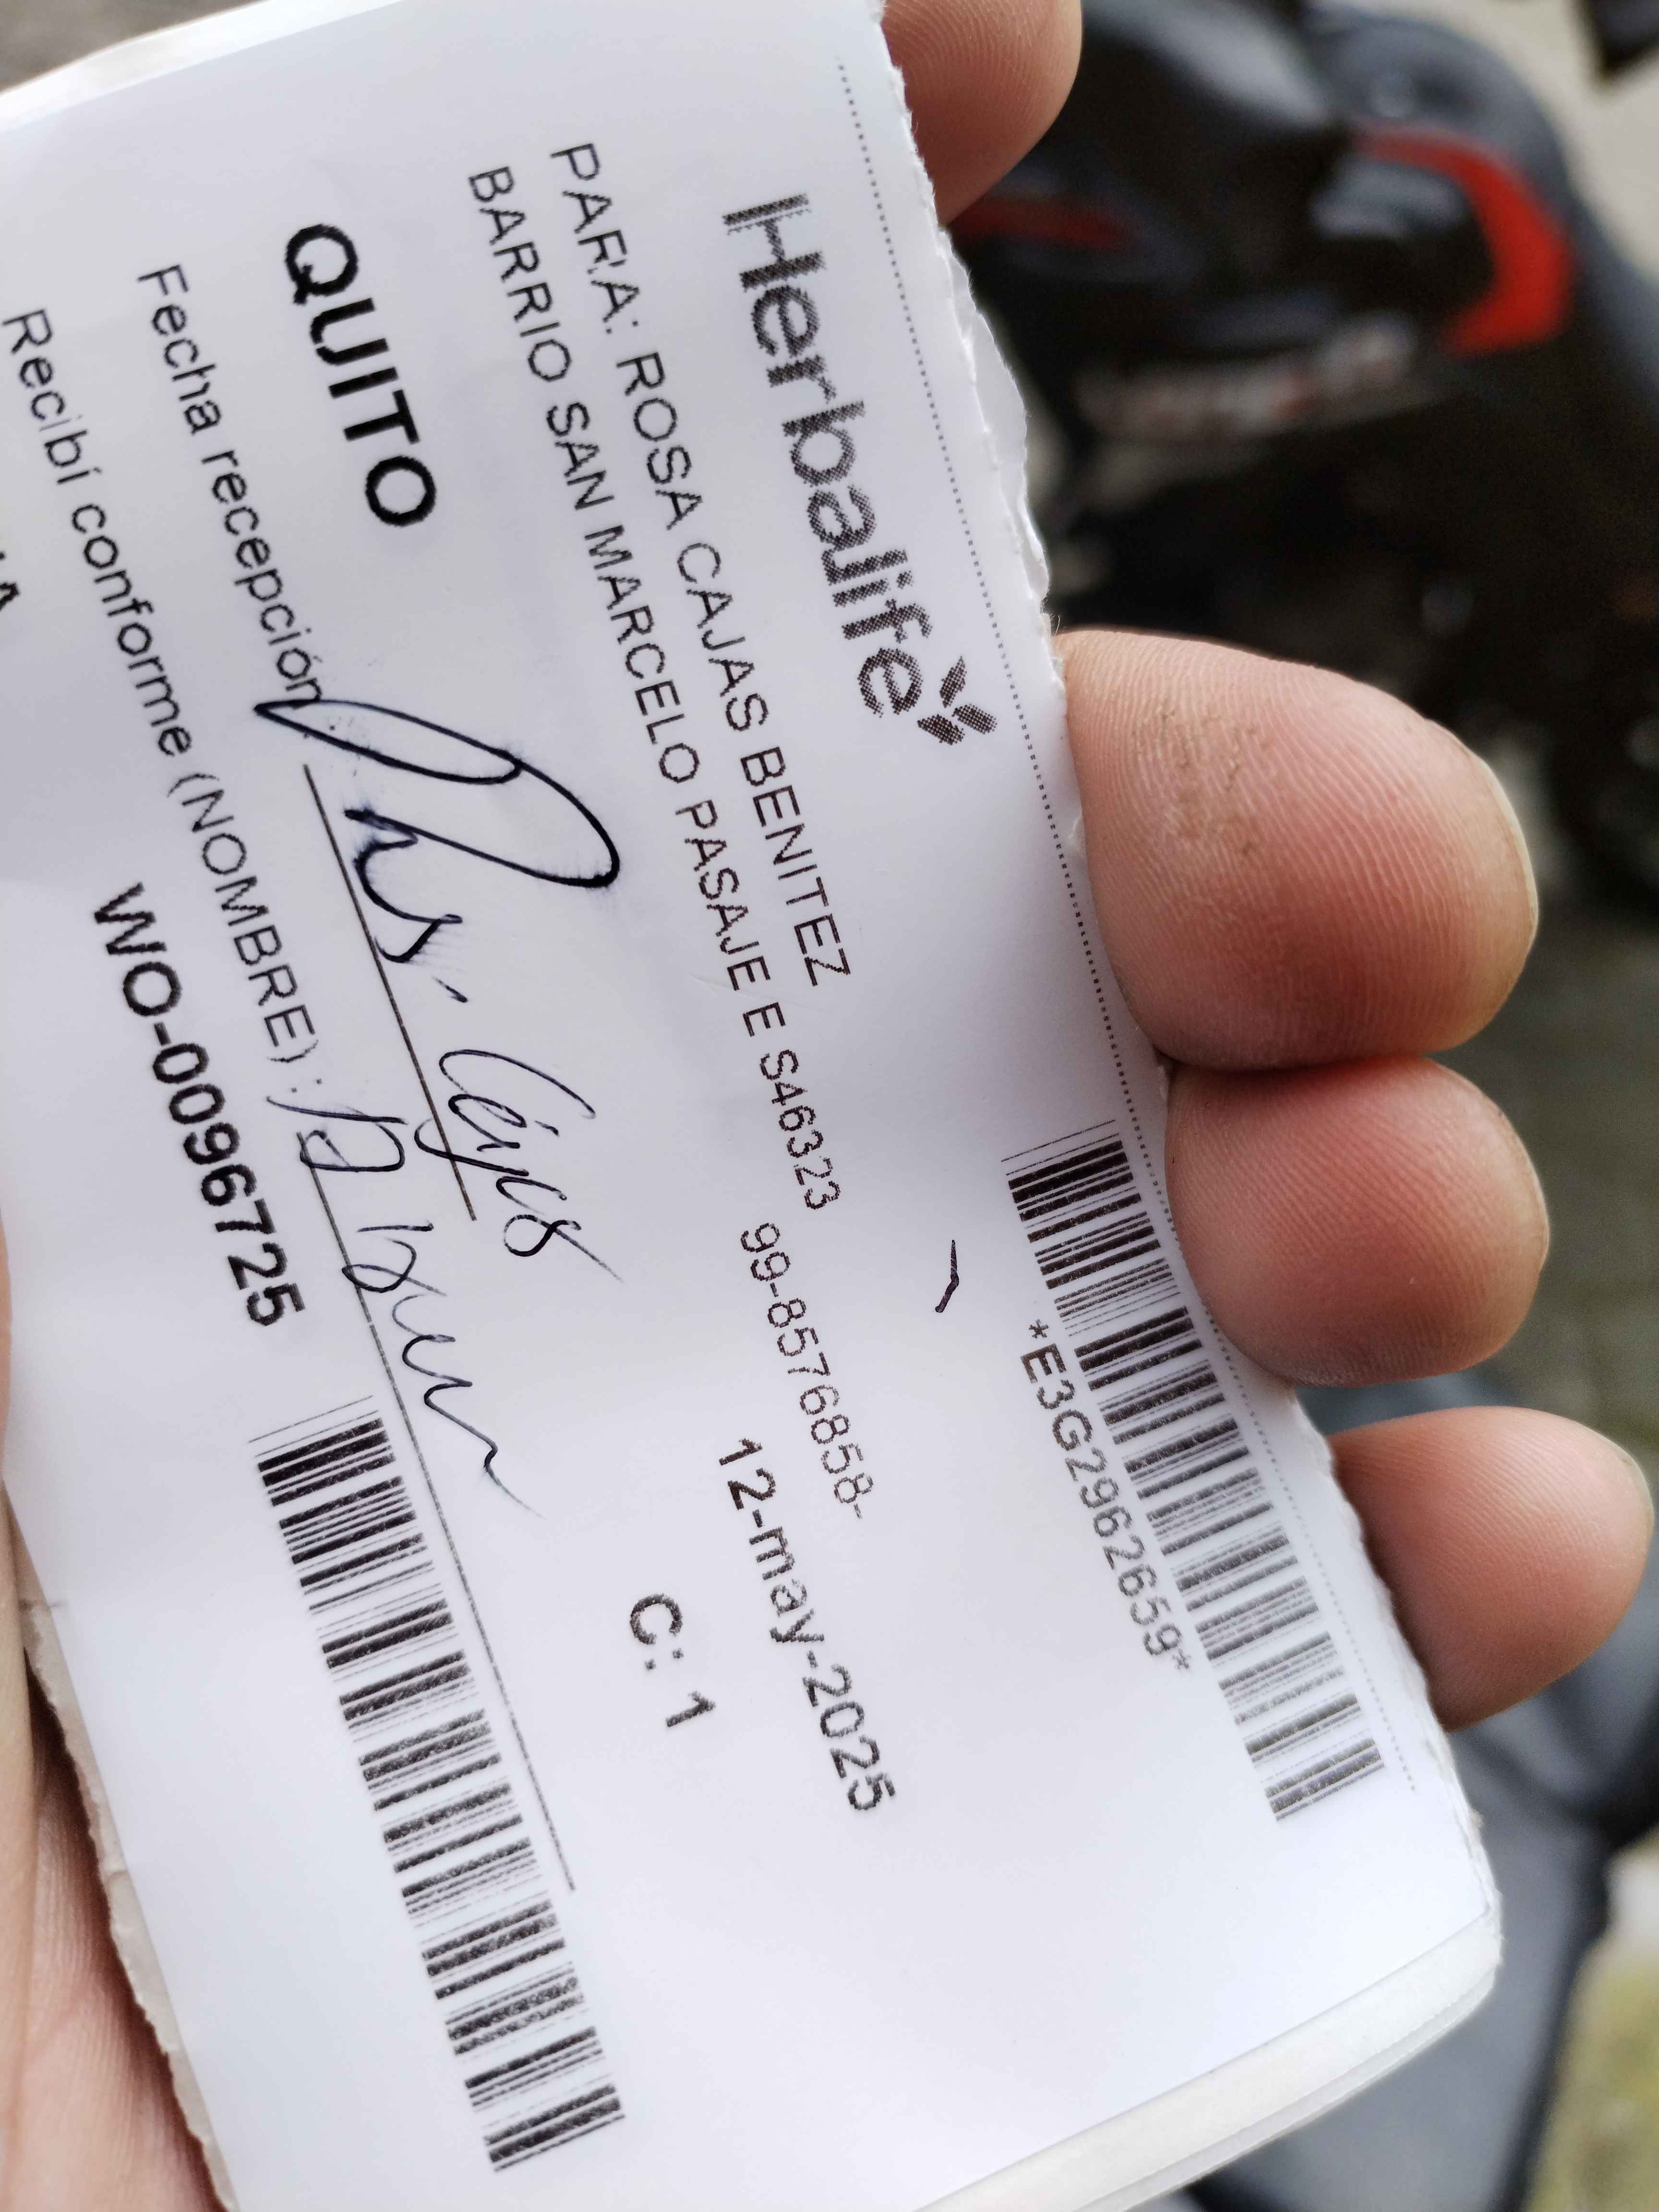 Herbalife
*E3G2962659*
PARA: ROSA CAJAS BENITEZ
BARRIO SAN MARCELO PASAJE E S46323 99-8576858-
12-may-2025
QUITO
C: 1
Fecha recepción
Recibí conforme (NOMBRE) :
WO-0096725